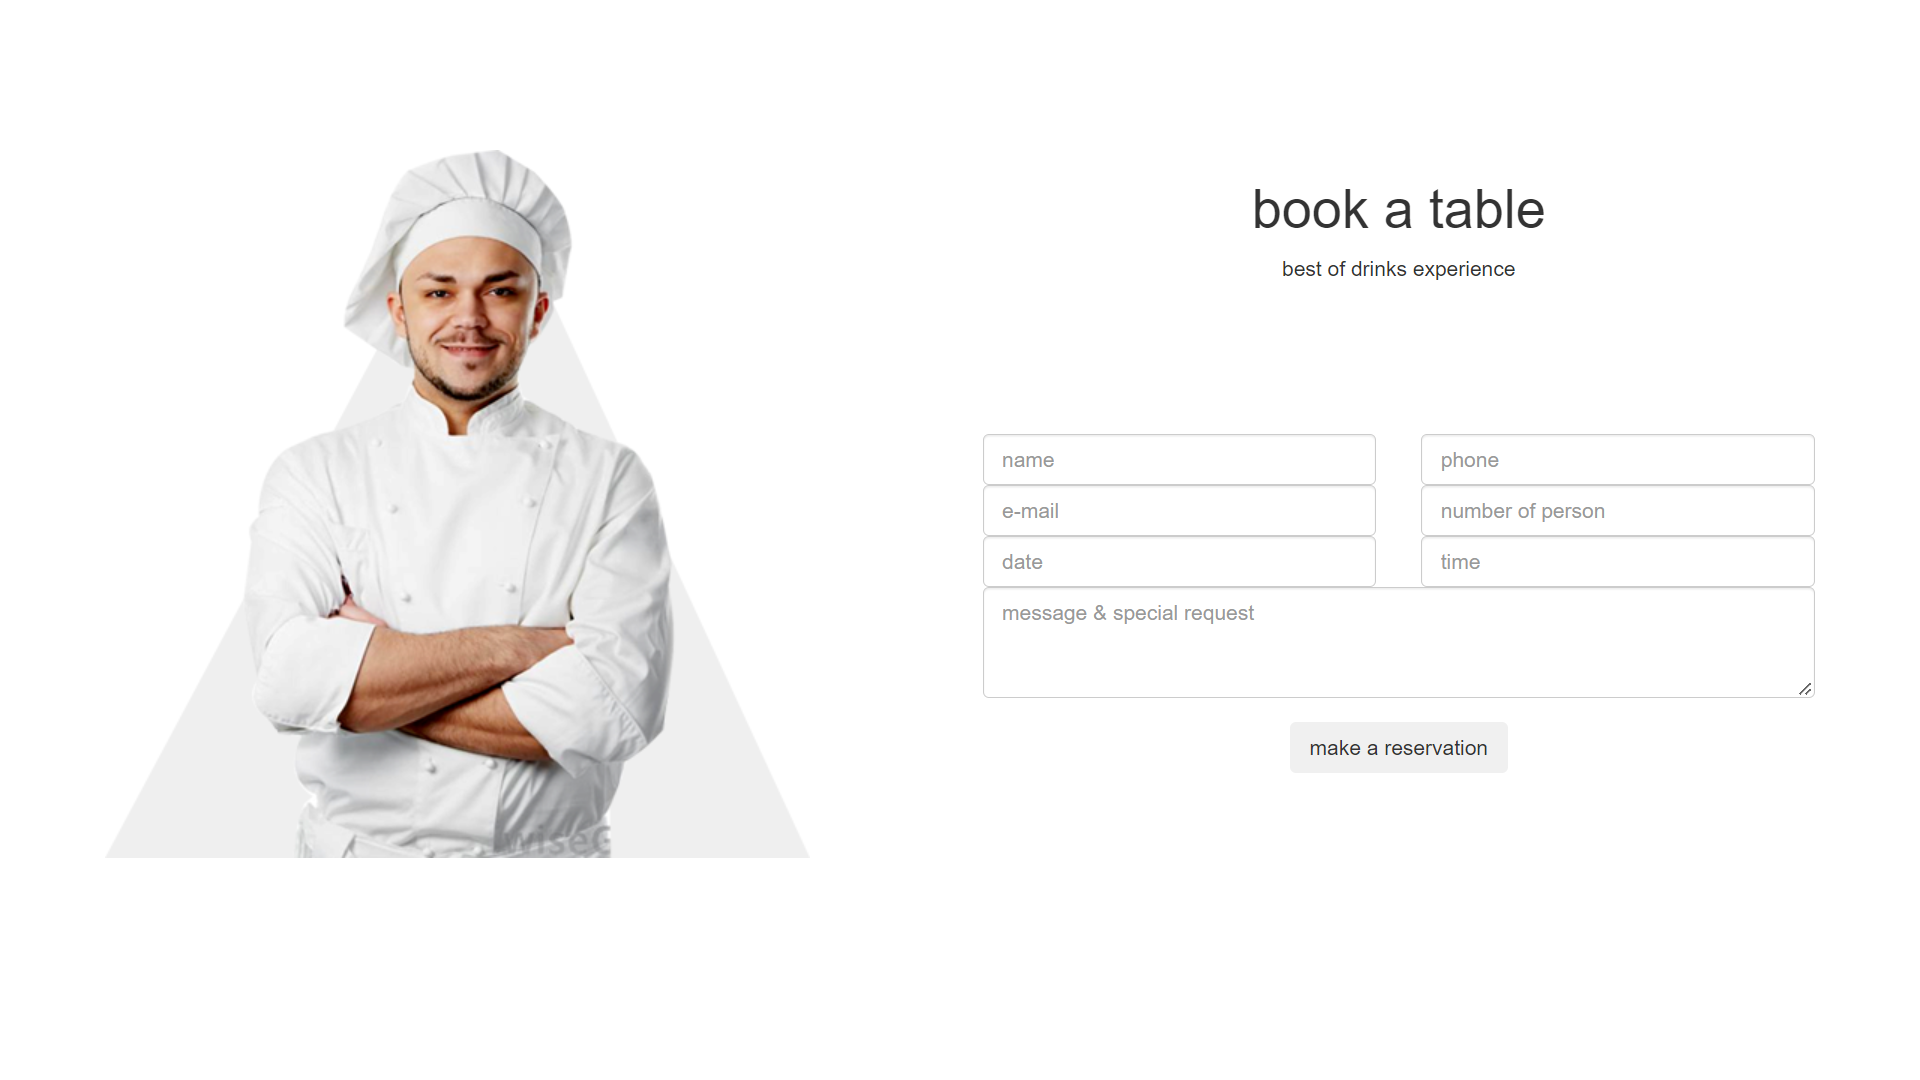 book a table
best of drinks experience
name
phone
e-mail
number of person
date
time
message & special request
make a reservation